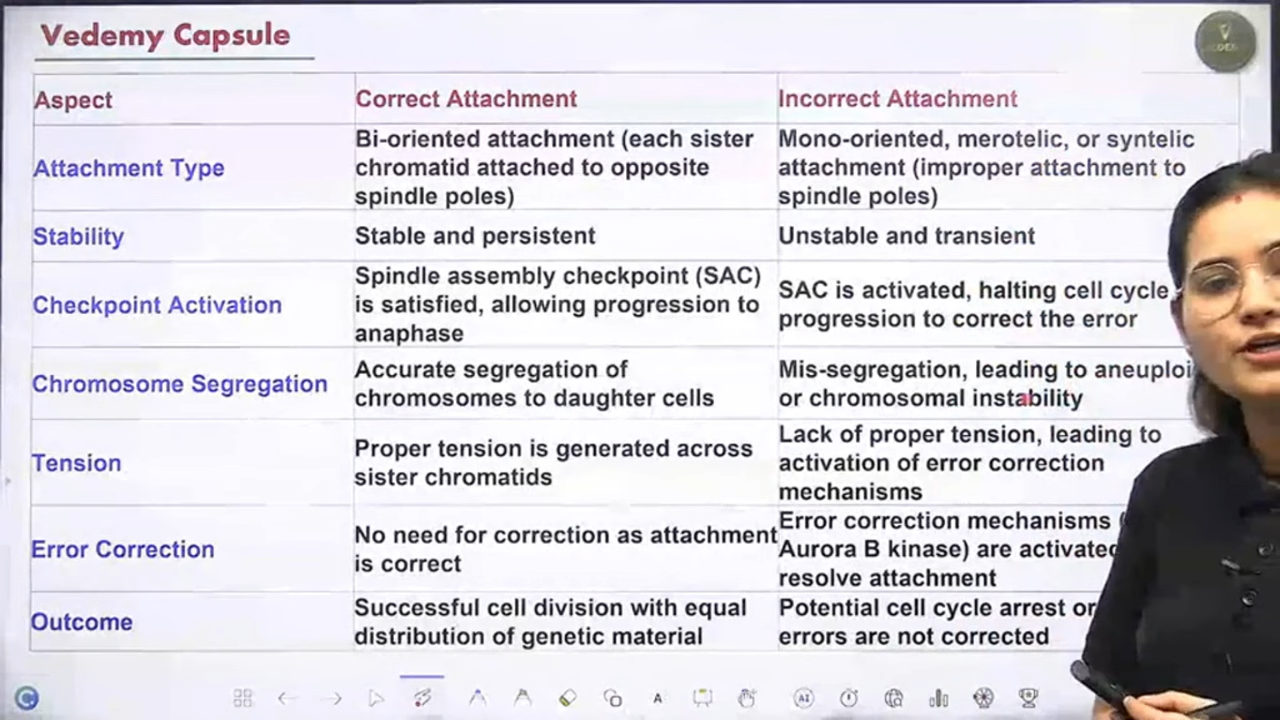 Vedemy Capsule
Aspect
Correct Attachment
Incorrect Attachment
Attachment Type
Bi-oriented attachment (each sister
chromatid attached to opposite
spindle poles)
Mono-oriented, merotelic, or syntelic
attachment (improper attachment to
spindle poles)
Stability
Stable and persistent
Unstable and transient
Checkpoint Activation
Spindle assembly checkpoint (SAC)
is satisfied, allowing progression to
anaphase
SAC is activated, halting cell cycle
progression to correct the error
Chromosome Segregation
Accurate segregation of
chromosomes to daughter cells
Mis-segregation, leading to
or chromosomal instability
Tension
Proper tension is generated across
sister chromatids
Lack of proper tension, leading to
activation of error correction
mechanisms
Error Correction
No need for correction as attachment
is correct
Error correction mechanisms
Aurora B kinase) are
resolve attachment
Outcome
Successful cell division with equal
distribution of genetic material
Potential cell cycle arrest or
errors are not corrected
A
AI